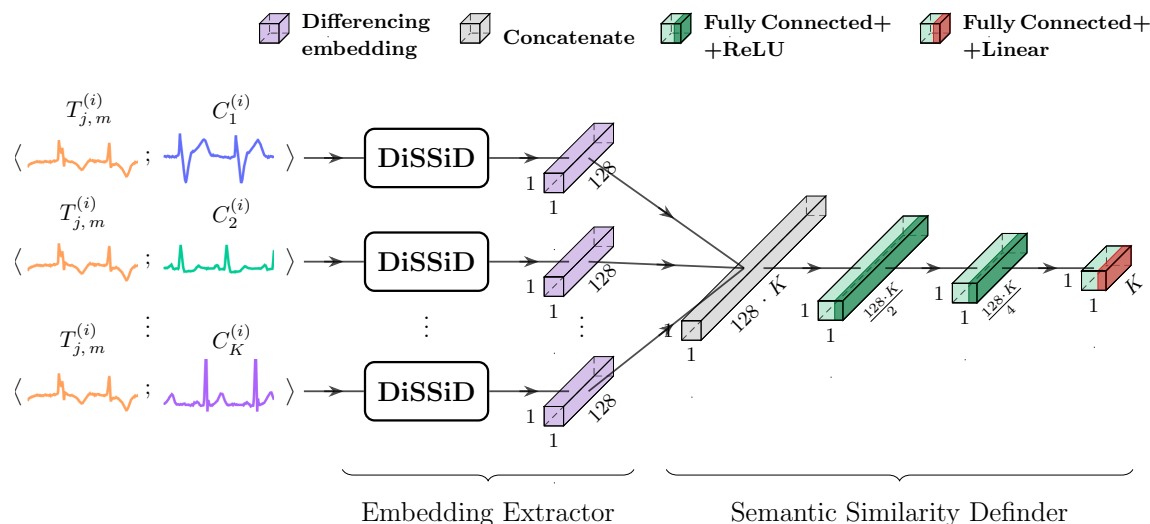 Differencing
embedding
Concatenate
Fully Connected+
+ReLU
Fully Connected+
+Linear
⟨ T_{j,m}^{(i)} ; C_1^{(i)} ⟩
DiSSiD
1
1
128
⟨ T_{j,m}^{(i)} ; C_2^{(i)} ⟩
DiSSiD
1
1
128
⋮ ⋮ ⋮ ⋮
⟨ T_{j,m}^{(i)} ; C_K^{(i)} ⟩
DiSSiD
1
1
128
1
1
128 · K
1
1
128·K/2
1
1
128·K/4
1
1
K
Embedding Extractor
Semantic Similarity Definder